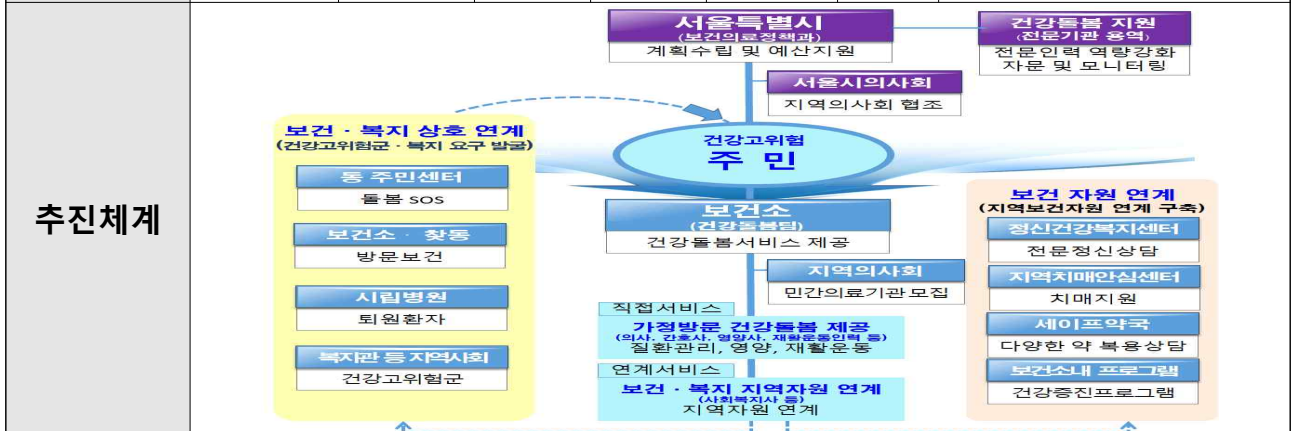 추진체계
서울특별시
(보건의료정책과)
계획수립 및 예산지원
건강돌봄 지원
(전문기관 용역)
전문인력 역량강화
자문 및 모니터링
서울시의사회
지역의사회 협조
건강고위험
주 민
보건 · 복지 상호 연계
(건강고위험군 · 복지 요구 발굴)
동 주민센터
돌봄 SOS
보건소 · 찾동
방문보건
시립병원
퇴원환자
복지관 등 지역사회
건강고위험군
보건소
(건강돌봄팀)
건강돌봄서비스 제공
지역의사회
민간의료기관 모집
직접서비스
가정방문 건강돌봄 제공
(의사, 간호사, 영양사, 재활운동인력 등)
질환관리, 영양, 재활운동
연계서비스
보건 · 복지 지역자원 연계
(사회복지사 등)
지역자원 연계
보건 자원 연계
(지역보건자원 연계 구축)
정신건강복지센터
전문정신상담
지역치매안심센터
치매지원
세이프약국
다양한 약 복용상담
보건소내 프로그램
건강증진프로그램